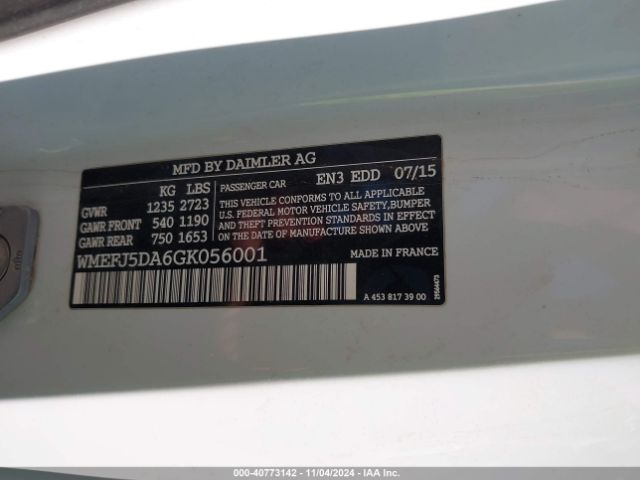 MFD BY DAIMLER AG
KG LBS PASSENGER CAR EN3 EDD 07/15
GVWR 1235 2723
GAWR FRONT 540 1190
GAWR REAR 750 1653
THIS VEHICLE CONFORMS TO ALL APPLICABLE
U.S. FEDERAL MOTOR VEHICLE SAFETY,BUMPER
AND THEFT PREVENTION STANDARDS IN EFFECT
ON THE DATE OF MANUFACTURE SHOWN ABOVE.
WMEFJ5DA6GK056001 MADE IN FRANCE
A 453 817 39 00
000-40773142 - 11/04/2024 - IAA Inc.